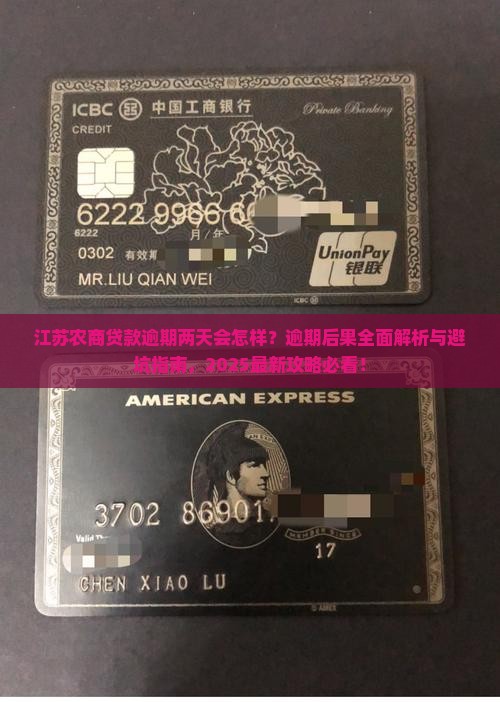 ICBC 中国工商银行 Private Banking
CREDIT
6222 9966 6
6222
月/年
0302 有效期
UnionPay
银联
MR.LIU QIAN WEI
ICBC
江苏农商贷款逾期两天会怎样？逾期后果全面解析与避
坑指南，2025最新攻略必看！
AMERICAN EXPRESS
3702 86901
MEMBER SINCE
Valid Th
17
CHEN XIAO LU
© AMEX